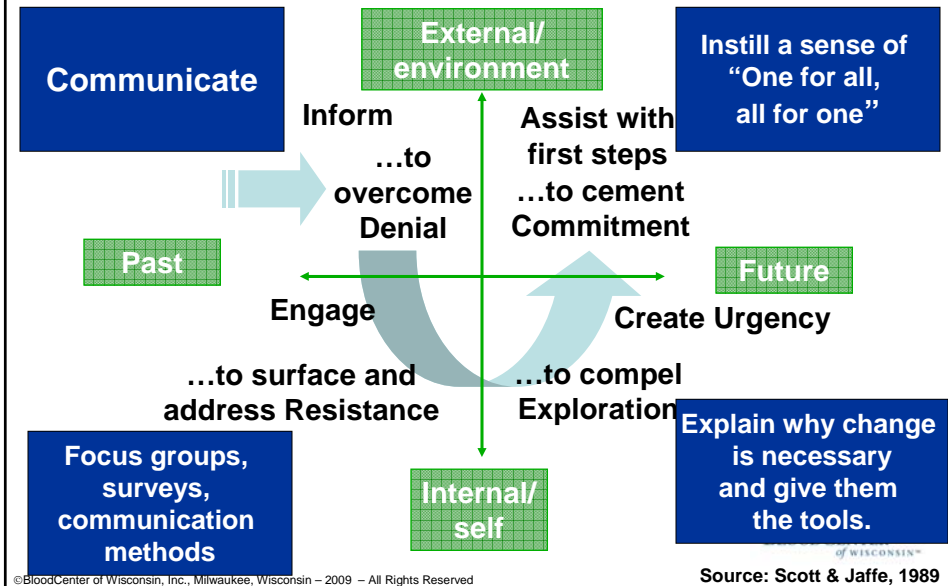 Communicate
External/
environment
Instill a sense of
“One for all,
all for one”
Inform
…to
overcome
Denial
Assist with
first steps
…to cement
Commitment
Past
Future
Engage
…to surface and
address Resistance
Create Urgency
…to compel
Exploration
Focus groups,
surveys,
communication
methods
Internal/
self
Explain why change
is necessary
and give them
the tools.
of WISCONSIN™
©BloodCenter of Wisconsin, Inc., Milwaukee, Wisconsin – 2009 – All Rights Reserved
Source: Scott & Jaffe, 1989